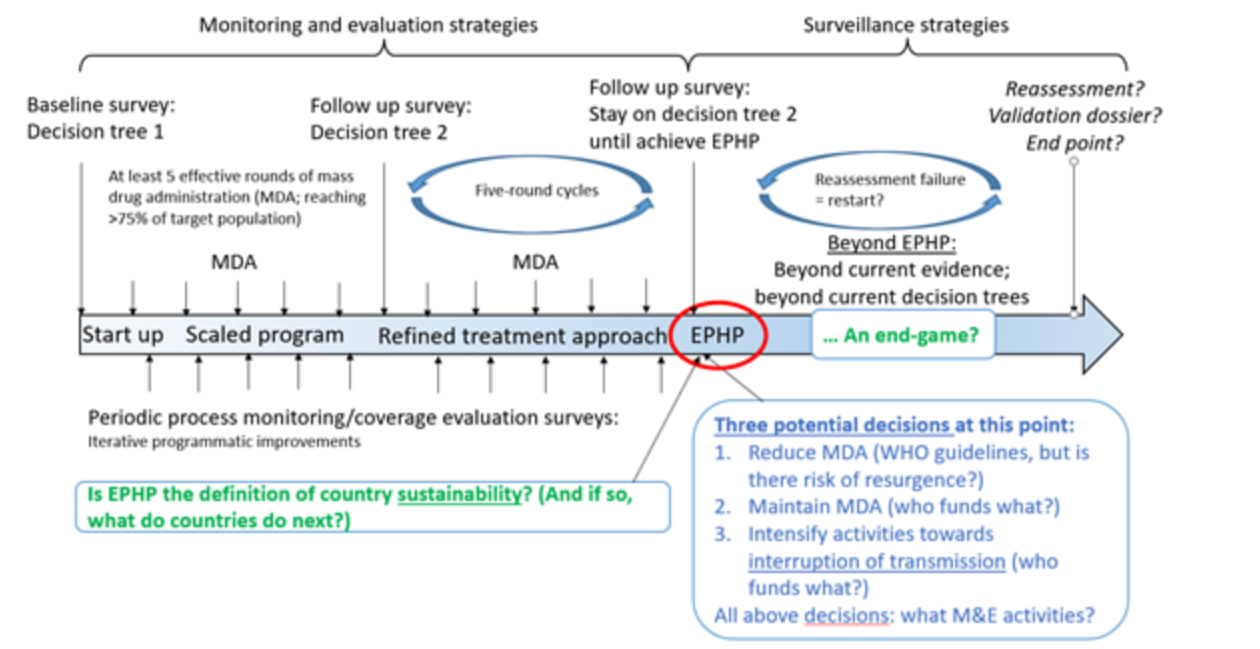 Monitoring and evaluation strategies
Surveillance strategies
Baseline survey:
Decision tree 1
Follow up survey:
Decision tree 2
Follow up survey:
Stay on decision tree 2
until achieve EPHP
Reassessment?
Validation dossier?
End point?
At least 5 effective rounds of mass
drug administration (MDA; reaching
>75% of target population)
Five-round cycles
Reassessment failure
= restart?
MDA
MDA
Beyond EPHP:
Beyond current evidence;
beyond current decision trees
Start up
Scaled program
Refined treatment approach
EPHP
... An end-game?
Periodic process monitoring/coverage evaluation surveys:
Iterative programmatic improvements
Is EPHP the definition of country sustainability? (And if so,
what do countries do next?)
Three potential decisions at this point:
1. Reduce MDA (WHO guidelines, but is
there risk of resurgence?)
2. Maintain MDA (who funds what?)
3. Intensify activities towards
interruption of transmission (who
funds what?)
All above decisions: what M&E activities?